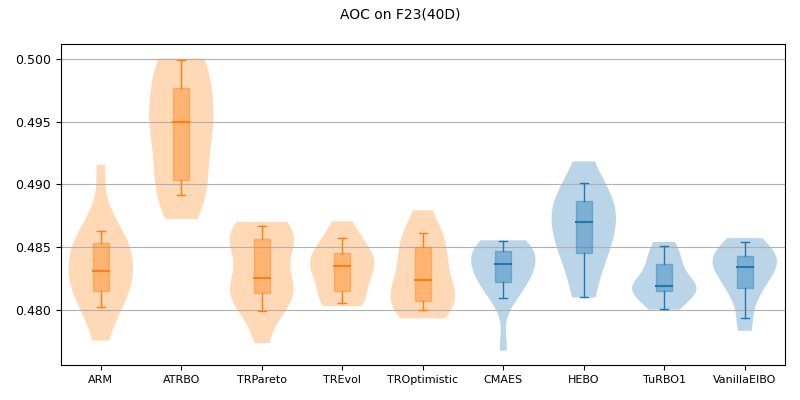 AOC on F23(40D)
0.500
0.495
0.490
0.485
0.480
ARM ATRBO TRPareto TREvol TROptimistic CMAES HEBO TuRBO1 VanillaEIBO